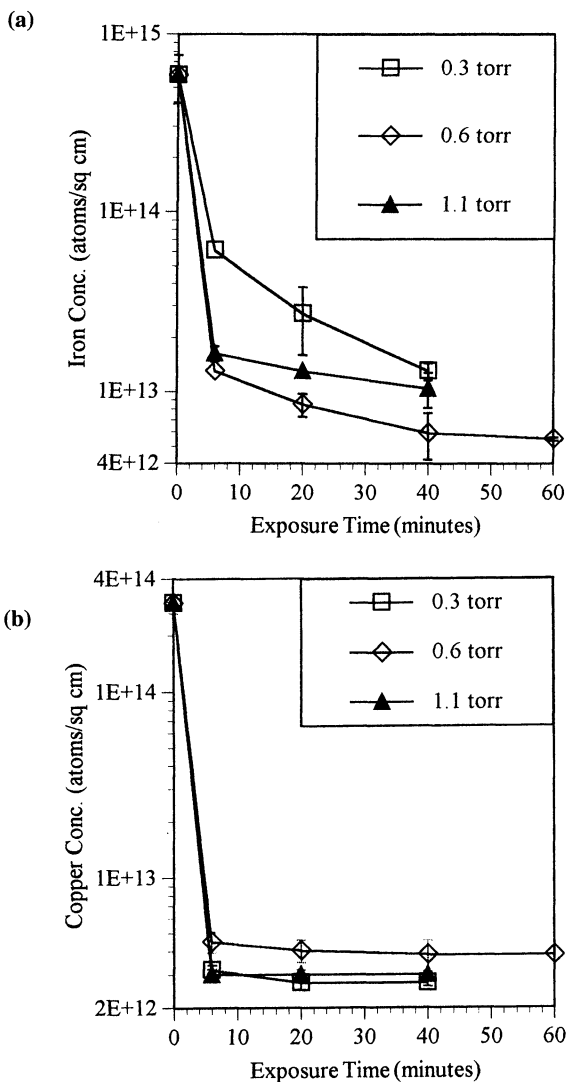 (a)
1E+15
1E+14
1E+13
4E+12
Iron Conc. (atoms/sq cm)
0.3 torr
0.6 torr
1.1 torr
0 10 20 30 40 50 60
Exposure Time (minutes)
(b)
4E+14
1E+14
1E+13
2E+12
Copper Conc. (atoms/sq cm)
0.3 torr
0.6 torr
1.1 torr
0 10 20 30 40 50 60
Exposure Time (minutes)